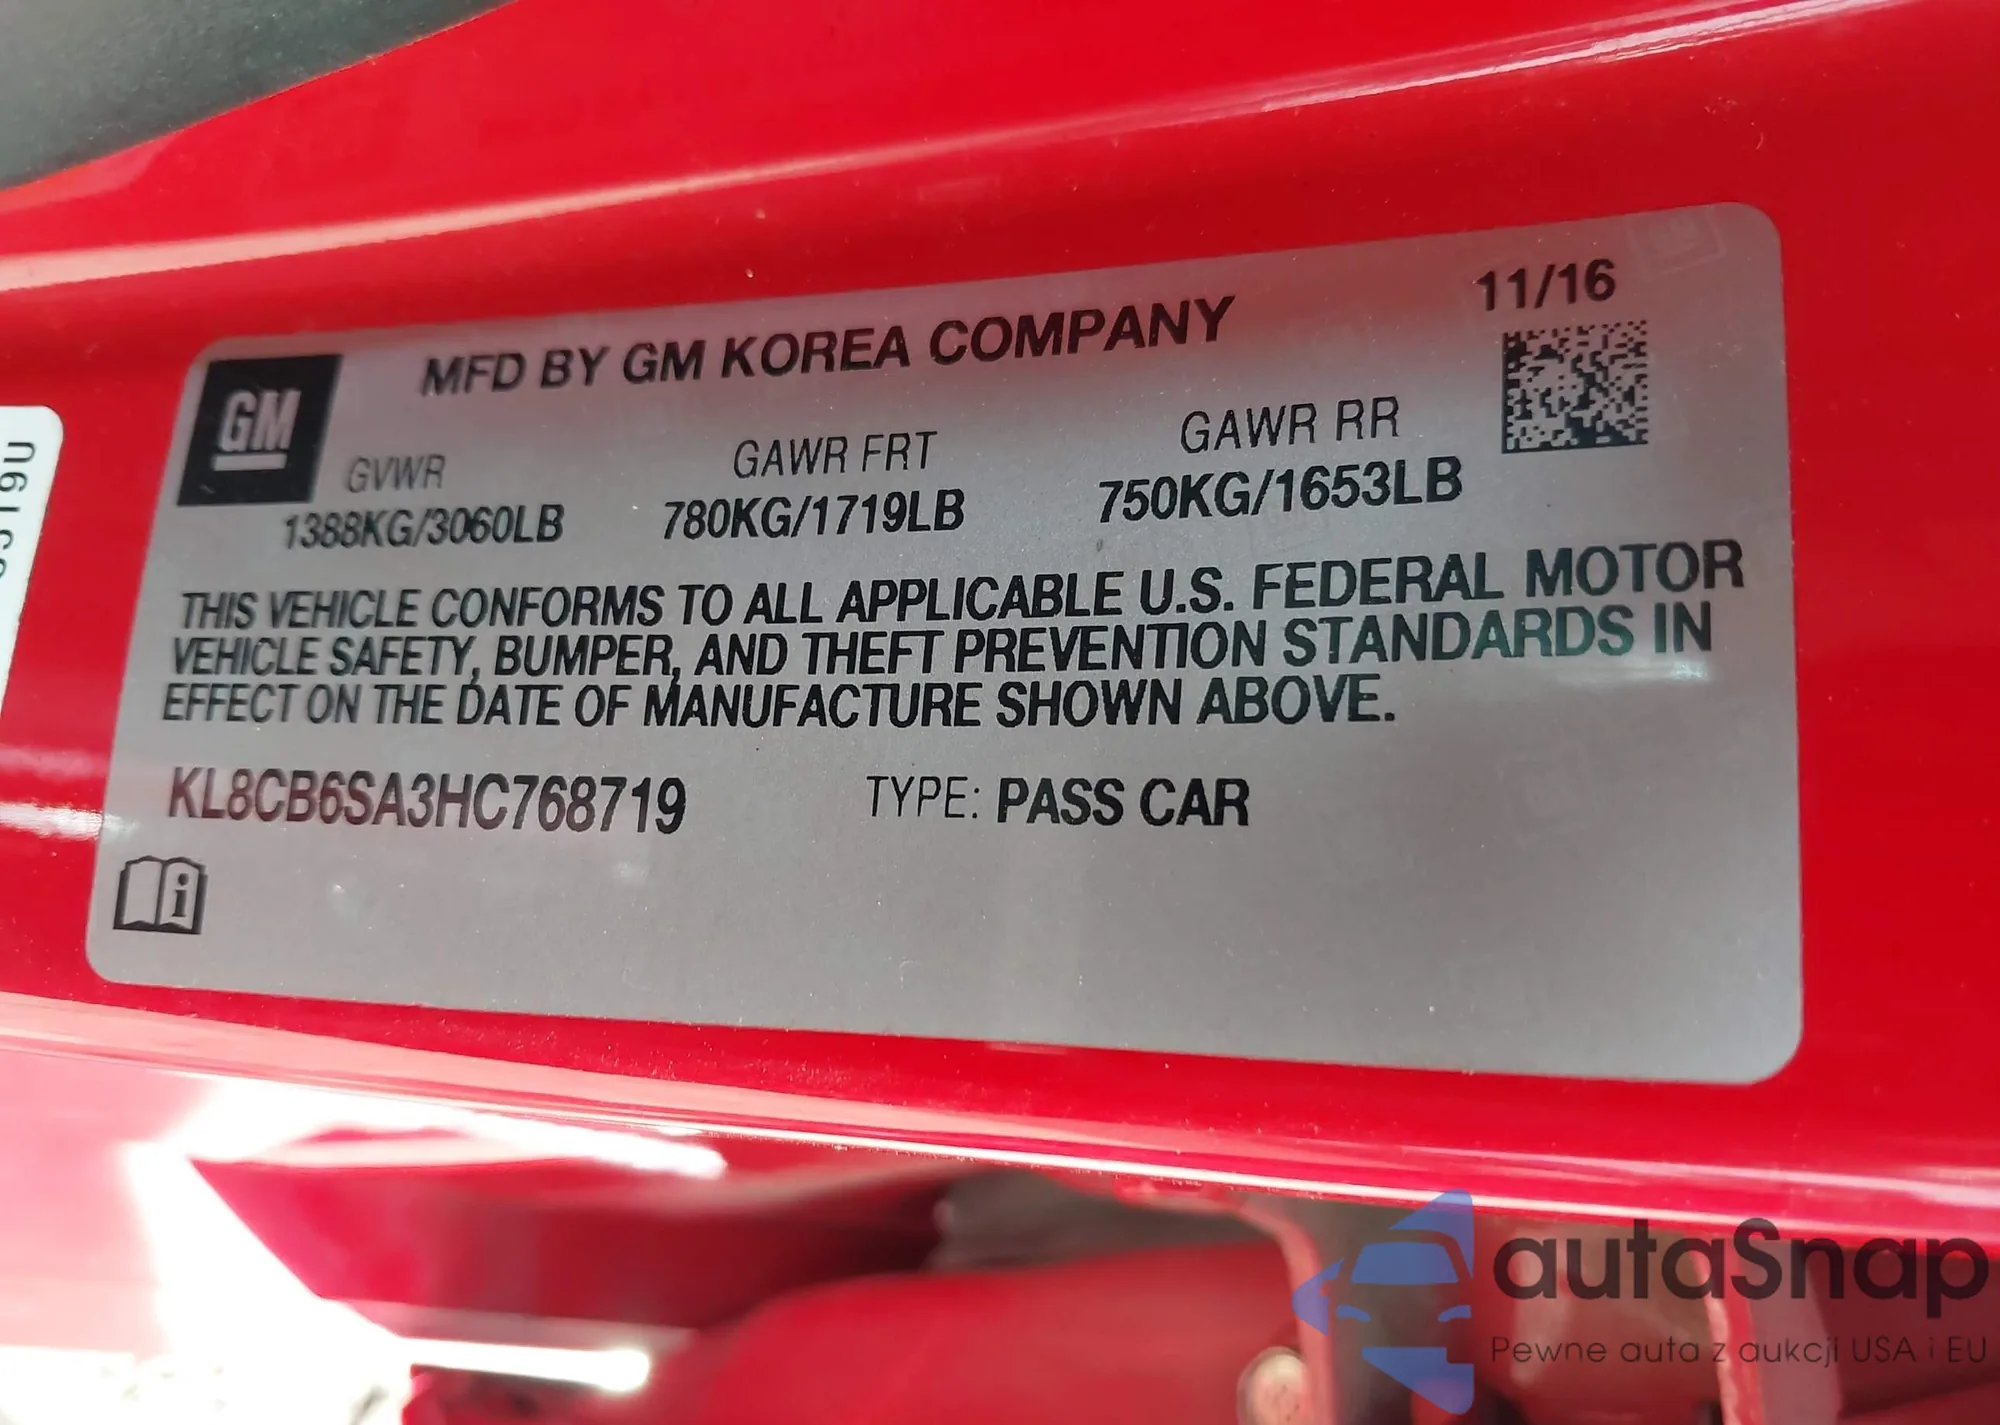 MFD BY GM KOREA COMPANY
11/16
GM
GVWR
GAWR FRT
GAWR RR
1388KG/3060LB
780KG/1719LB
750KG/1653LB
THIS VEHICLE CONFORMS TO ALL APPLICABLE U.S. FEDERAL MOTOR
VEHICLE SAFETY, BUMPER, AND THEFT PREVENTION STANDARDS IN
EFFECT ON THE DATE OF MANUFACTURE SHOWN ABOVE.
KL8CB6SA3HC768719
TYPE: PASS CAR
autaSnap
Pewne auta z aukcji USA i EU